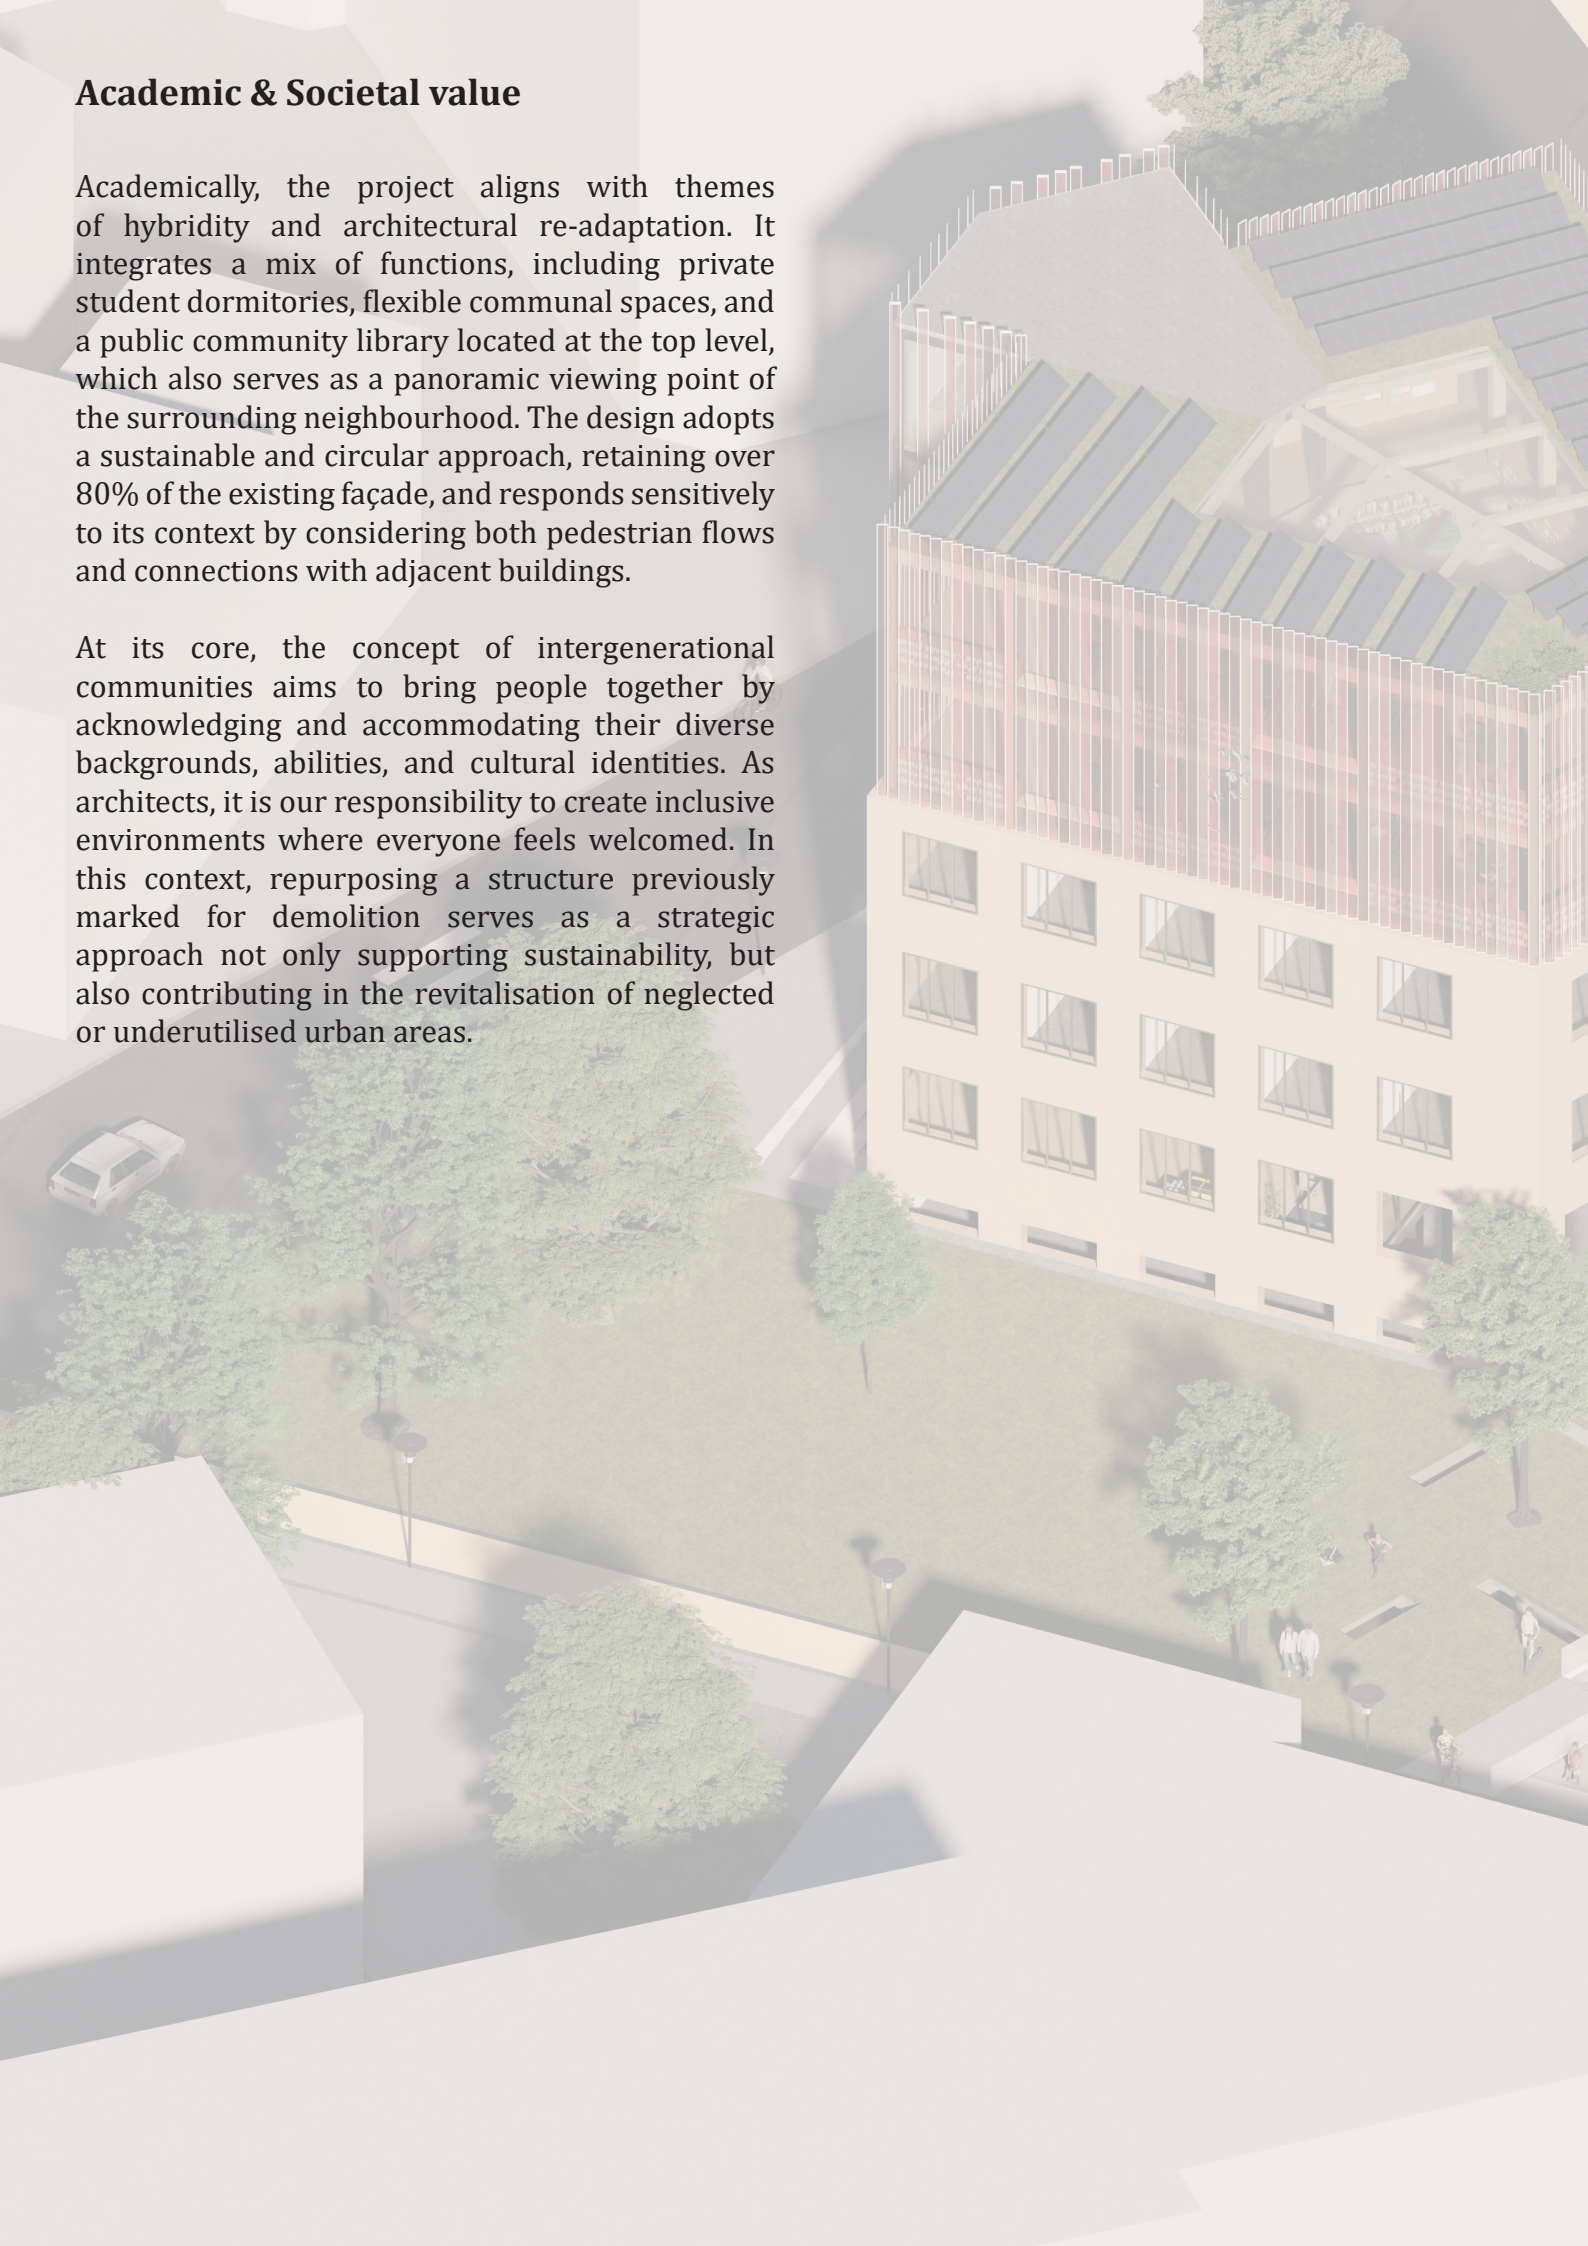 Academic & Societal value
Academically, the project aligns with themes
of hybridity and architectural re-adaptation. It
integrates a mix of functions, including private
student dormitories, flexible communal spaces, and
a public community library located at the top level,
which also serves as a panoramic viewing point of
the surrounding neighbourhood. The design adopts
a sustainable and circular approach, retaining over
80% of the existing façade, and responds sensitively
to its context by considering both pedestrian flows
and connections with adjacent buildings.
At its core, the concept of intergenerational
communities aims to bring people together by
acknowledging and accommodating their diverse
backgrounds, abilities, and cultural identities. As
architects, it is our responsibility to create inclusive
environments where everyone feels welcomed. In
this context, repurposing a structure previously
marked for demolition serves as a strategic
approach not only supporting sustainability, but
also contributing in the revitalisation of neglected
or underutilised urban areas.